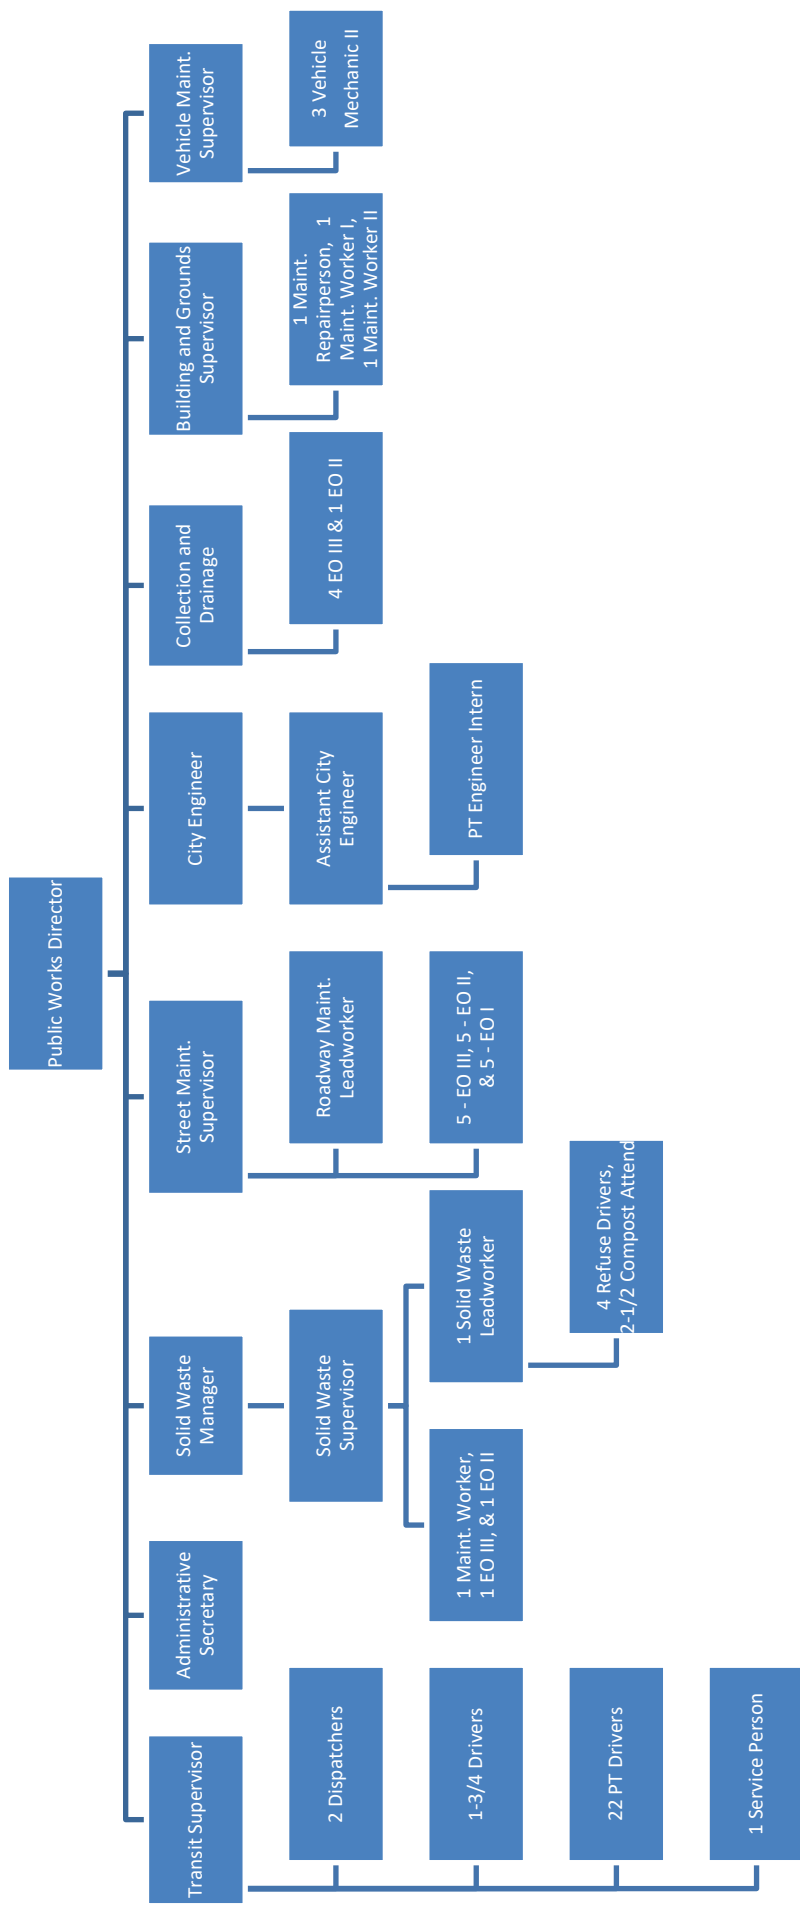 Public Works Director
Transit Supervisor
2 Dispatchers
1-3/4 Drivers
22 PT Drivers
1 Service Person
Administrative
Secretary
Solid Waste
Manager
Solid Waste
Supervisor
1 Maint. Worker,
1 EO III, & 1 EO II
1 Solid Waste
Leadworker
4 Refuse Drivers,
2-1/2 Compost Attend
Street Maint.
Supervisor
Roadway Maint.
Leadworker
5 - EO III, 5 - EO II,
& 5 - EO I
City Engineer
Assistant City
Engineer
PT Engineer Intern
Collection and
Drainage
4 EO III & 1 EO II
Building and Grounds
Supervisor
1 Maint.
Repairperson, 1
Maint. Worker I,
1 Maint. Worker II
Vehicle Maint.
Supervisor
3 Vehicle
Mechanic II